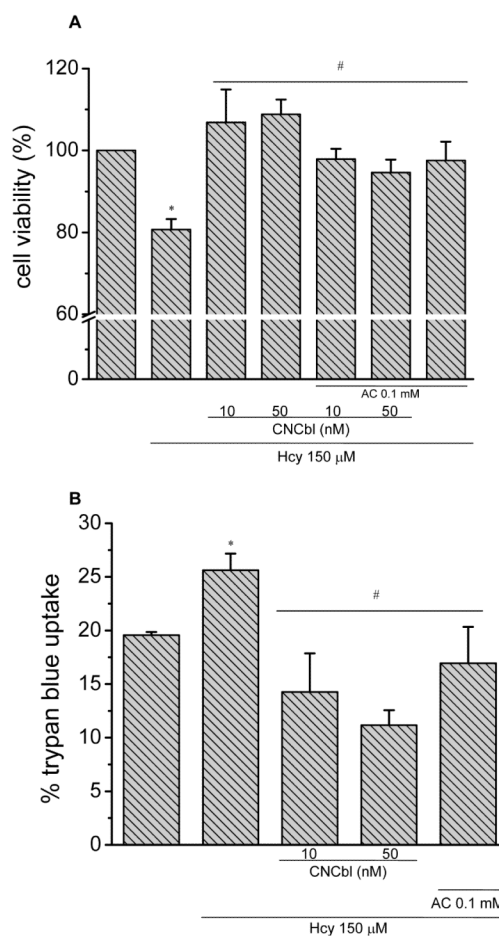 A
#
120
100
80
60
0
cell viability (%)
*
AC 0.1 mM
10 50 10 50
CNCbl (nM)
Hcy 150 μM
B
30
25
20
15
10
5
0
% trypan blue uptake
*
#
10 50
CNCbl (nM)
AC 0.1 mM
Hcy 150 μM